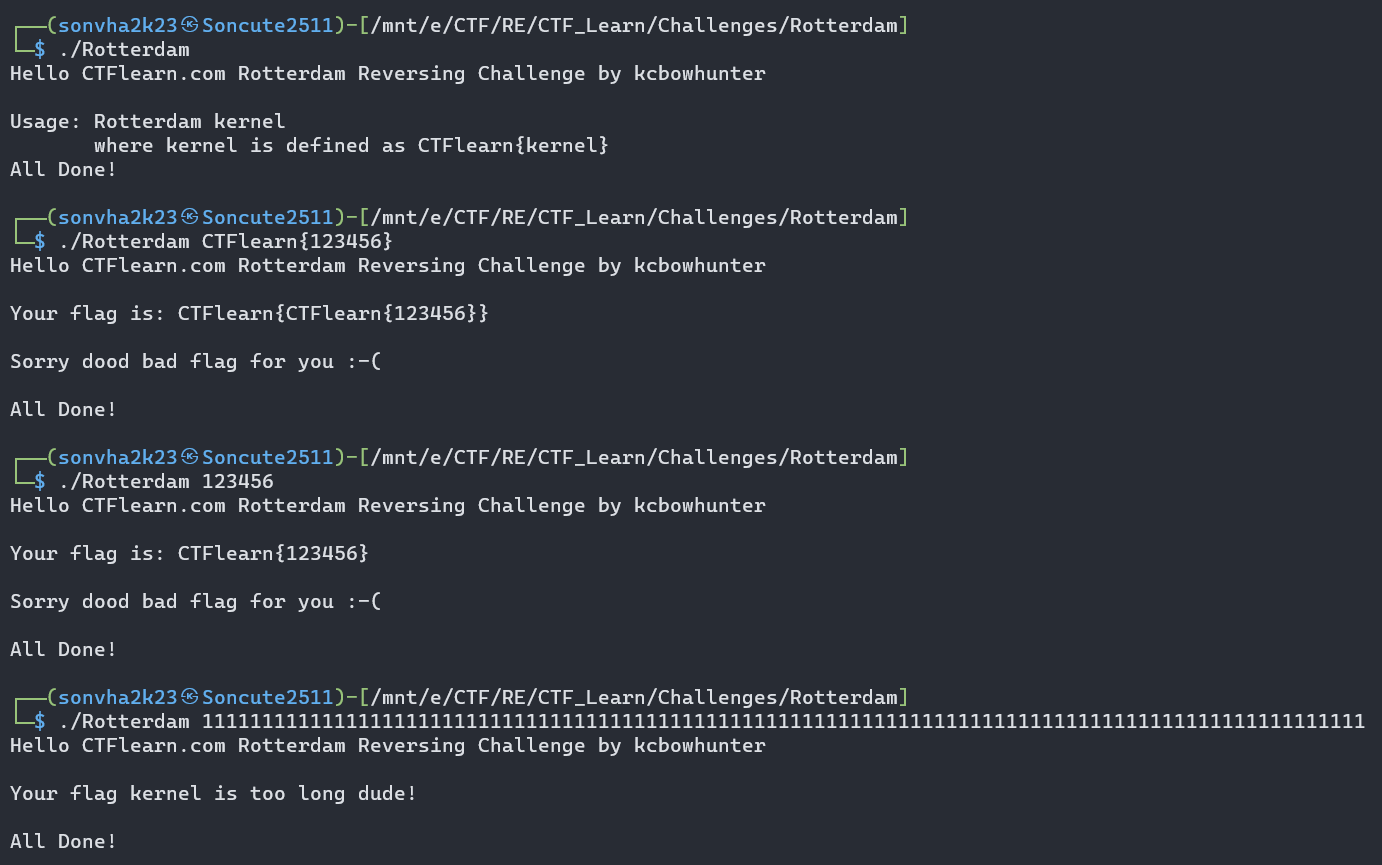 ┌──(sonvha2k23㉿Soncute2511)-[/mnt/e/CTF/RE/CTF_Learn/Challenges/Rotterdam]
└─$ ./Rotterdam
Hello CTFlearn.com Rotterdam Reversing Challenge by kcbowhunter
Usage: Rotterdam kernel
where kernel is defined as CTFlearn{kernel}
All Done!
┌──(sonvha2k23㉿Soncute2511)-[/mnt/e/CTF/RE/CTF_Learn/Challenges/Rotterdam]
└─$ ./Rotterdam CTFlearn{123456}
Hello CTFlearn.com Rotterdam Reversing Challenge by kcbowhunter
Your flag is: CTFlearn{CTFlearn{123456}}
Sorry dood bad flag for you :-(
All Done!
┌──(sonvha2k23㉿Soncute2511)-[/mnt/e/CTF/RE/CTF_Learn/Challenges/Rotterdam]
└─$ ./Rotterdam 123456
Hello CTFlearn.com Rotterdam Reversing Challenge by kcbowhunter
Your flag is: CTFlearn{123456}
Sorry dood bad flag for you :-(
All Done!
┌──(sonvha2k23㉿Soncute2511)-[/mnt/e/CTF/RE/CTF_Learn/Challenges/Rotterdam]
└─$ ./Rotterdam 1111111111111111111111111111111111111111111111111111111111111111111111111111111111111111111111111
Hello CTFlearn.com Rotterdam Reversing Challenge by kcbowhunter
Your flag kernel is too long dude!
All Done!